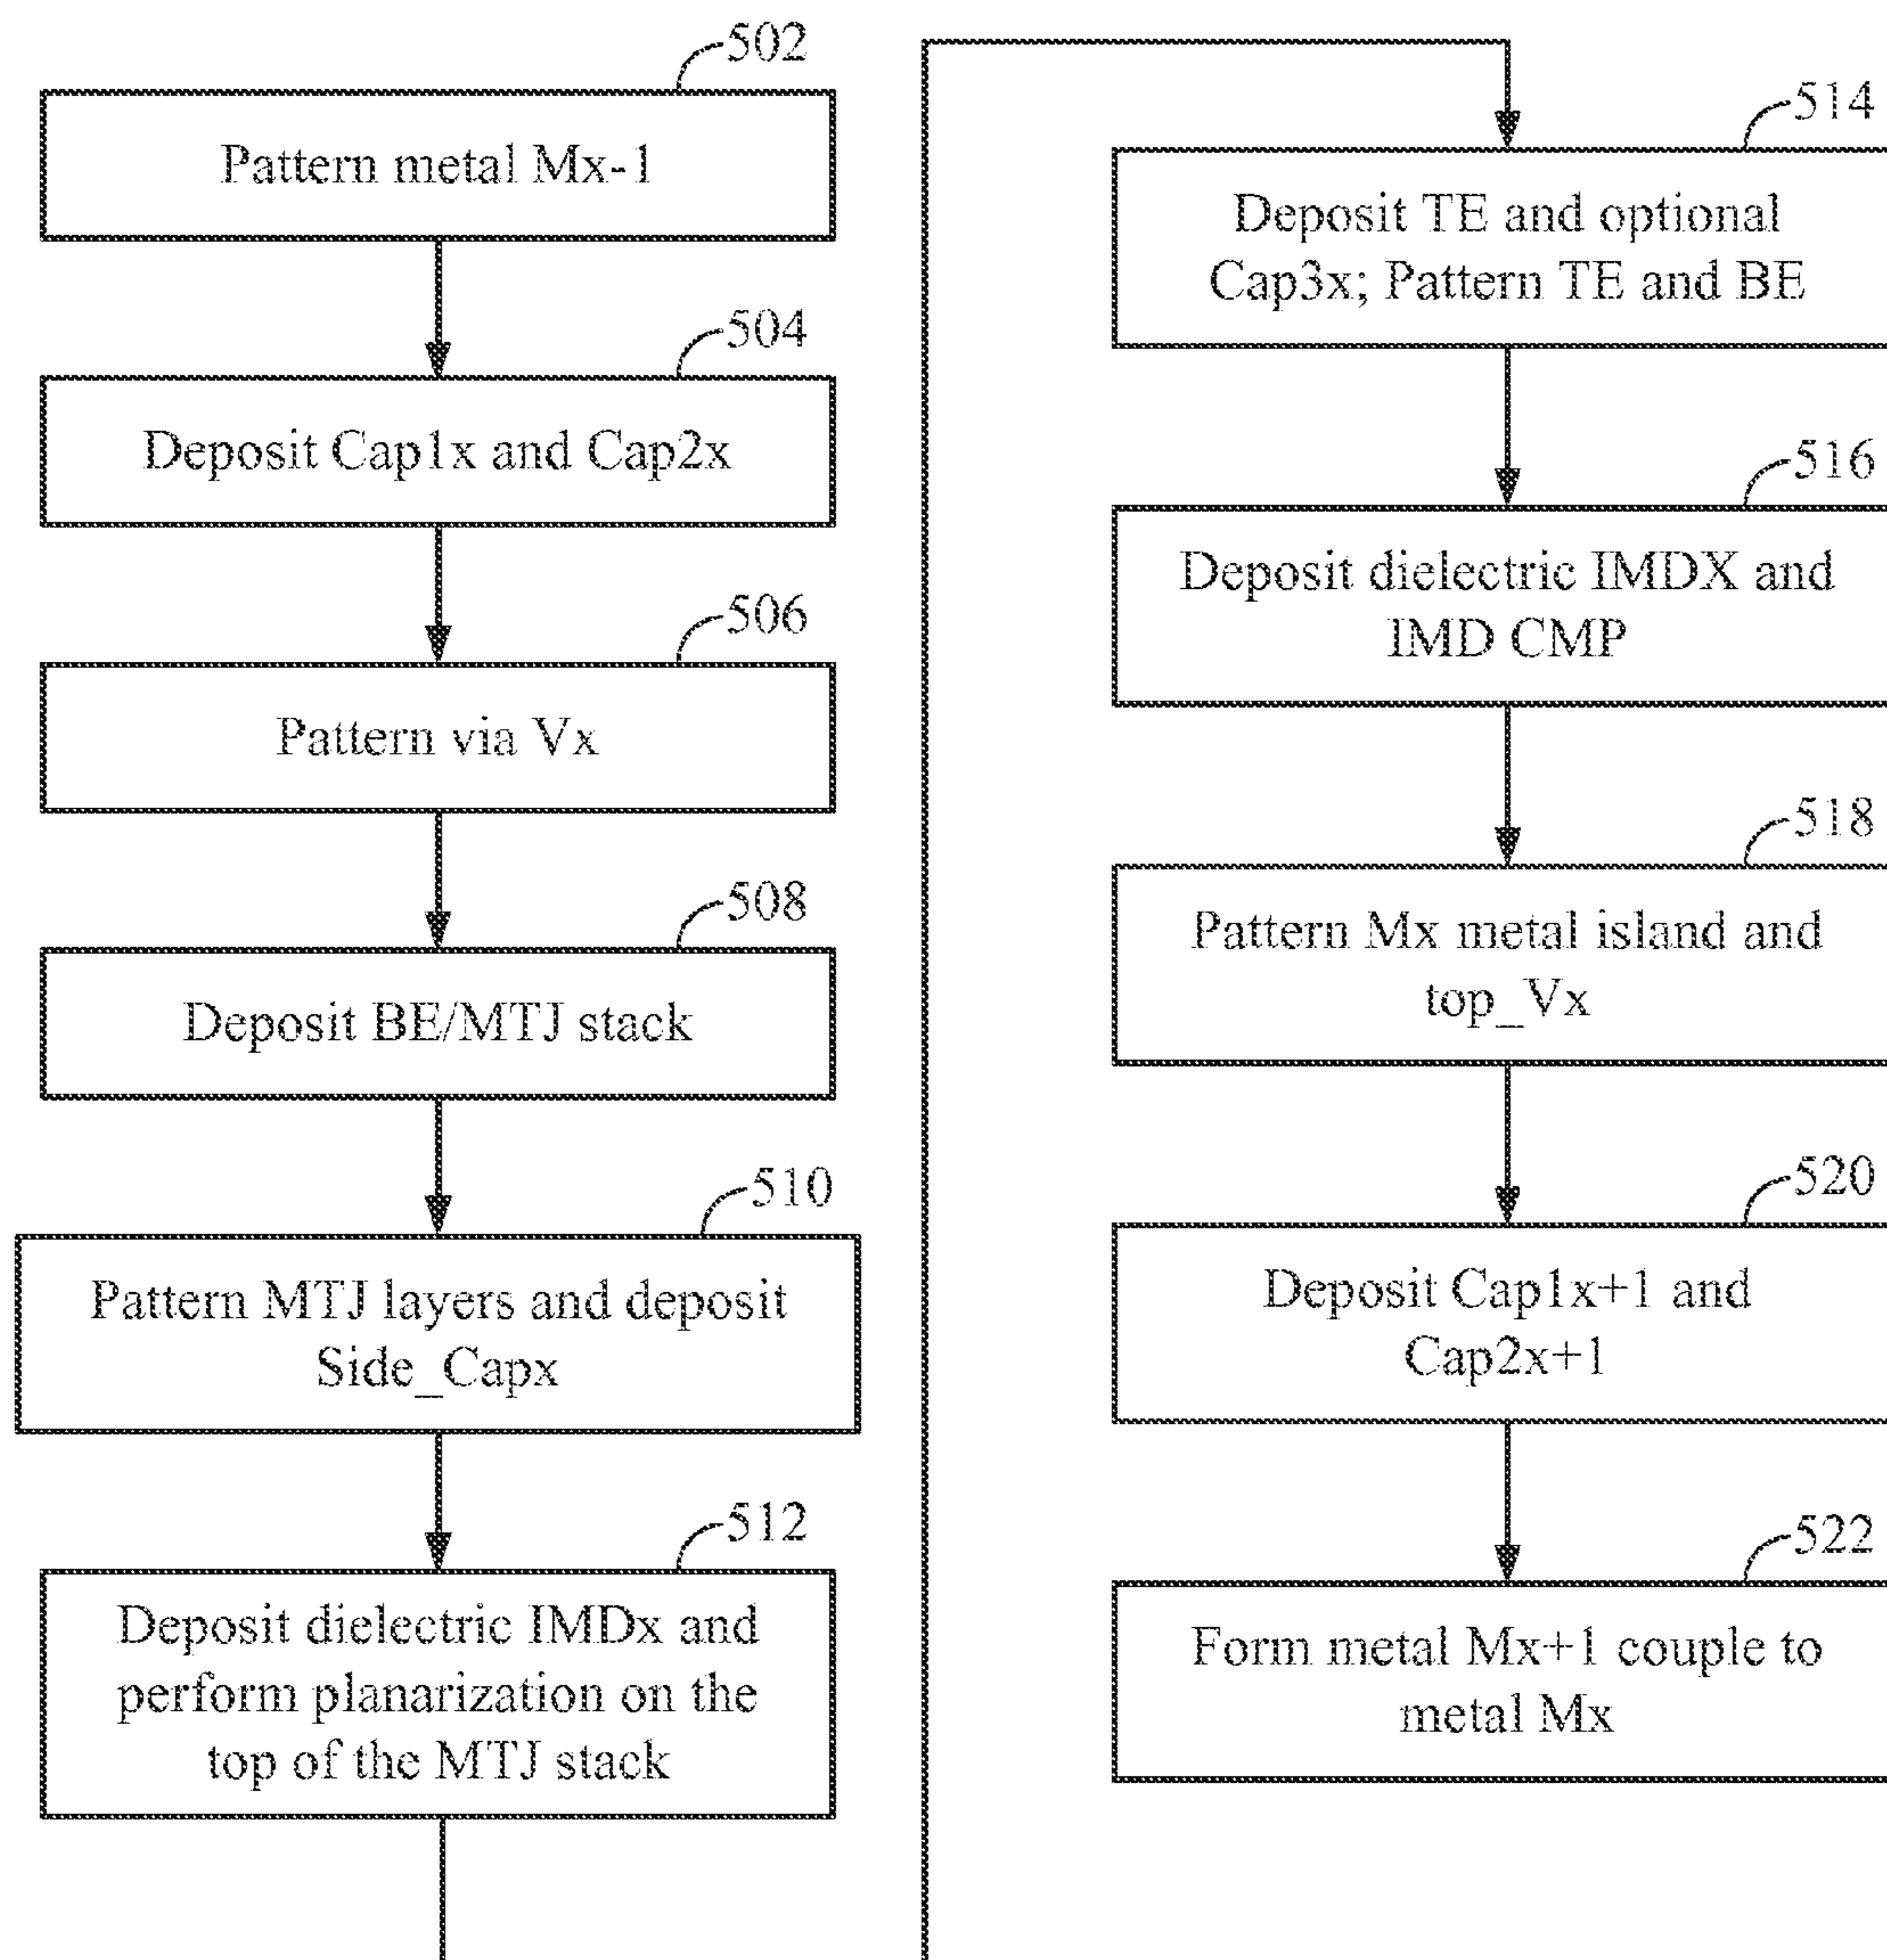 502
Pattern metal Mx-1
504
Deposit Cap1x and Cap2x
506
Pattern via Vx
508
Deposit BE/MTJ stack
510
Pattern MTJ layers and deposit
Side_Capx
512
Deposit dielectric IMDx and
perform planarization on the
top of the MTJ stack
514
Deposit TE and optional
Cap3x; Pattern TE and BE
516
Deposit dielectric IMDX and
IMD CMP
518
Pattern Mx metal island and
top_Vx
520
Deposit Cap1x+1 and
Cap2x+1
522
Form metal Mx+1 couple to
metal Mx